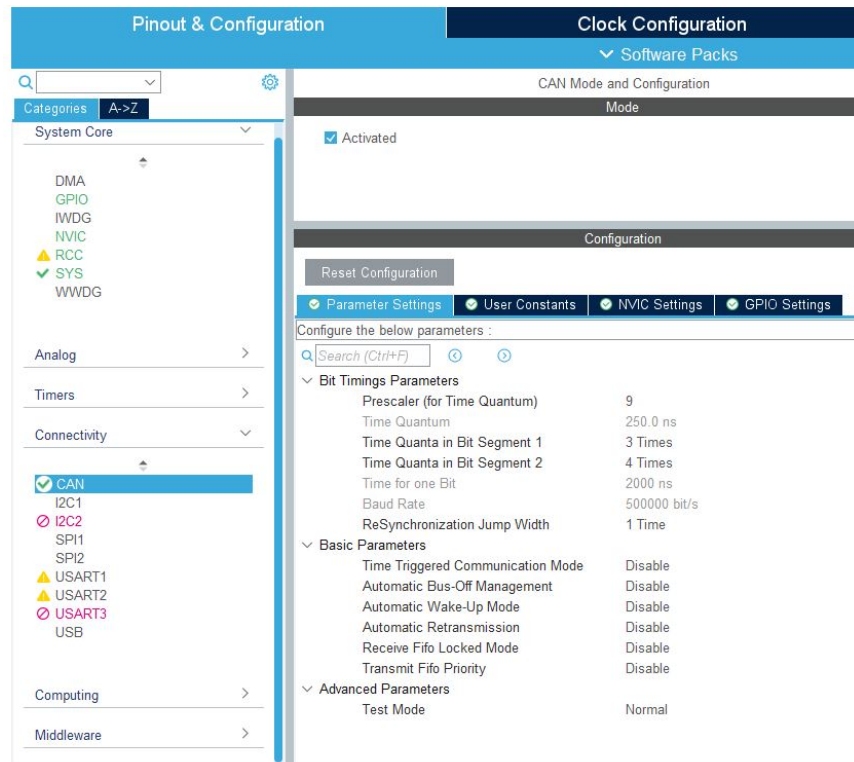 Pinout & Configuration
Clock Configuration
Software Packs
Categories A->Z
System Core
DMA
GPIO
IWDG
NVIC
RCC
SYS
WWDG
Analog
Timers
Connectivity
CAN
I2C1
I2C2
SPI1
SPI2
USART1
USART2
USART3
USB
Computing
Middleware
CAN Mode and Configuration
Mode
Activated
Configuration
Reset Configuration
Parameter Settings User Constants NVIC Settings GPIO Settings
Configure the below parameters :
Search (Ctrl+F)
Bit Timings Parameters
Prescaler (for Time Quantum) 9
Time Quantum 250.0 ns
Time Quanta in Bit Segment 1 3 Times
Time Quanta in Bit Segment 2 4 Times
Time for one Bit 2000 ns
Baud Rate 500000 bit/s
ReSynchronization Jump Width 1 Time
Basic Parameters
Time Triggered Communication Mode Disable
Automatic Bus-Off Management Disable
Automatic Wake-Up Mode Disable
Automatic Retransmission Disable
Receive Fifo Locked Mode Disable
Transmit Fifo Priority Disable
Advanced Parameters
Test Mode Normal